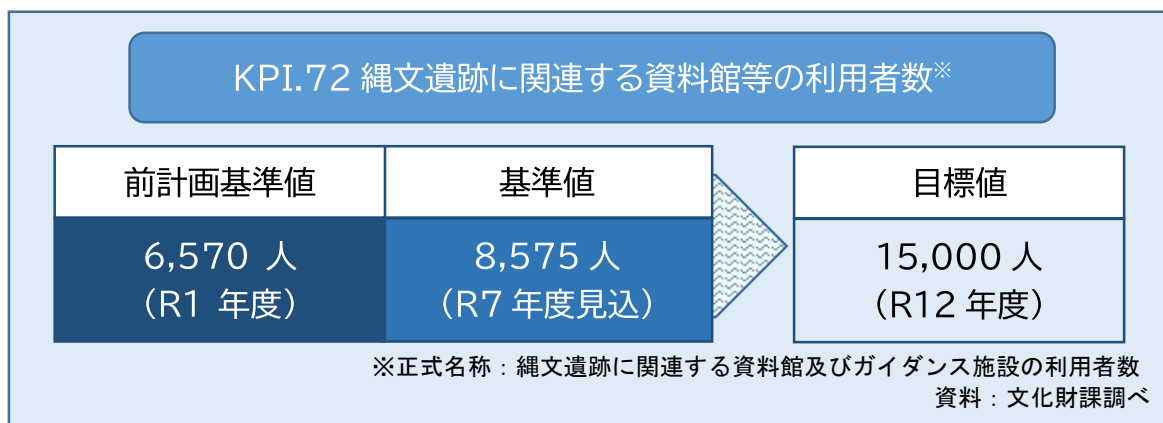 KPI.72 縄文遺跡に関連する資料館等の利用者数※
前計画基準値
6,570 人
（R1 年度）
基準値
8,575 人
（R7 年度見込）
目標値
15,000 人
（R12 年度）
※正式名称：縄文遺跡に関連する資料館及びガイダンス施設の利用者数
資料：文化財課調べ